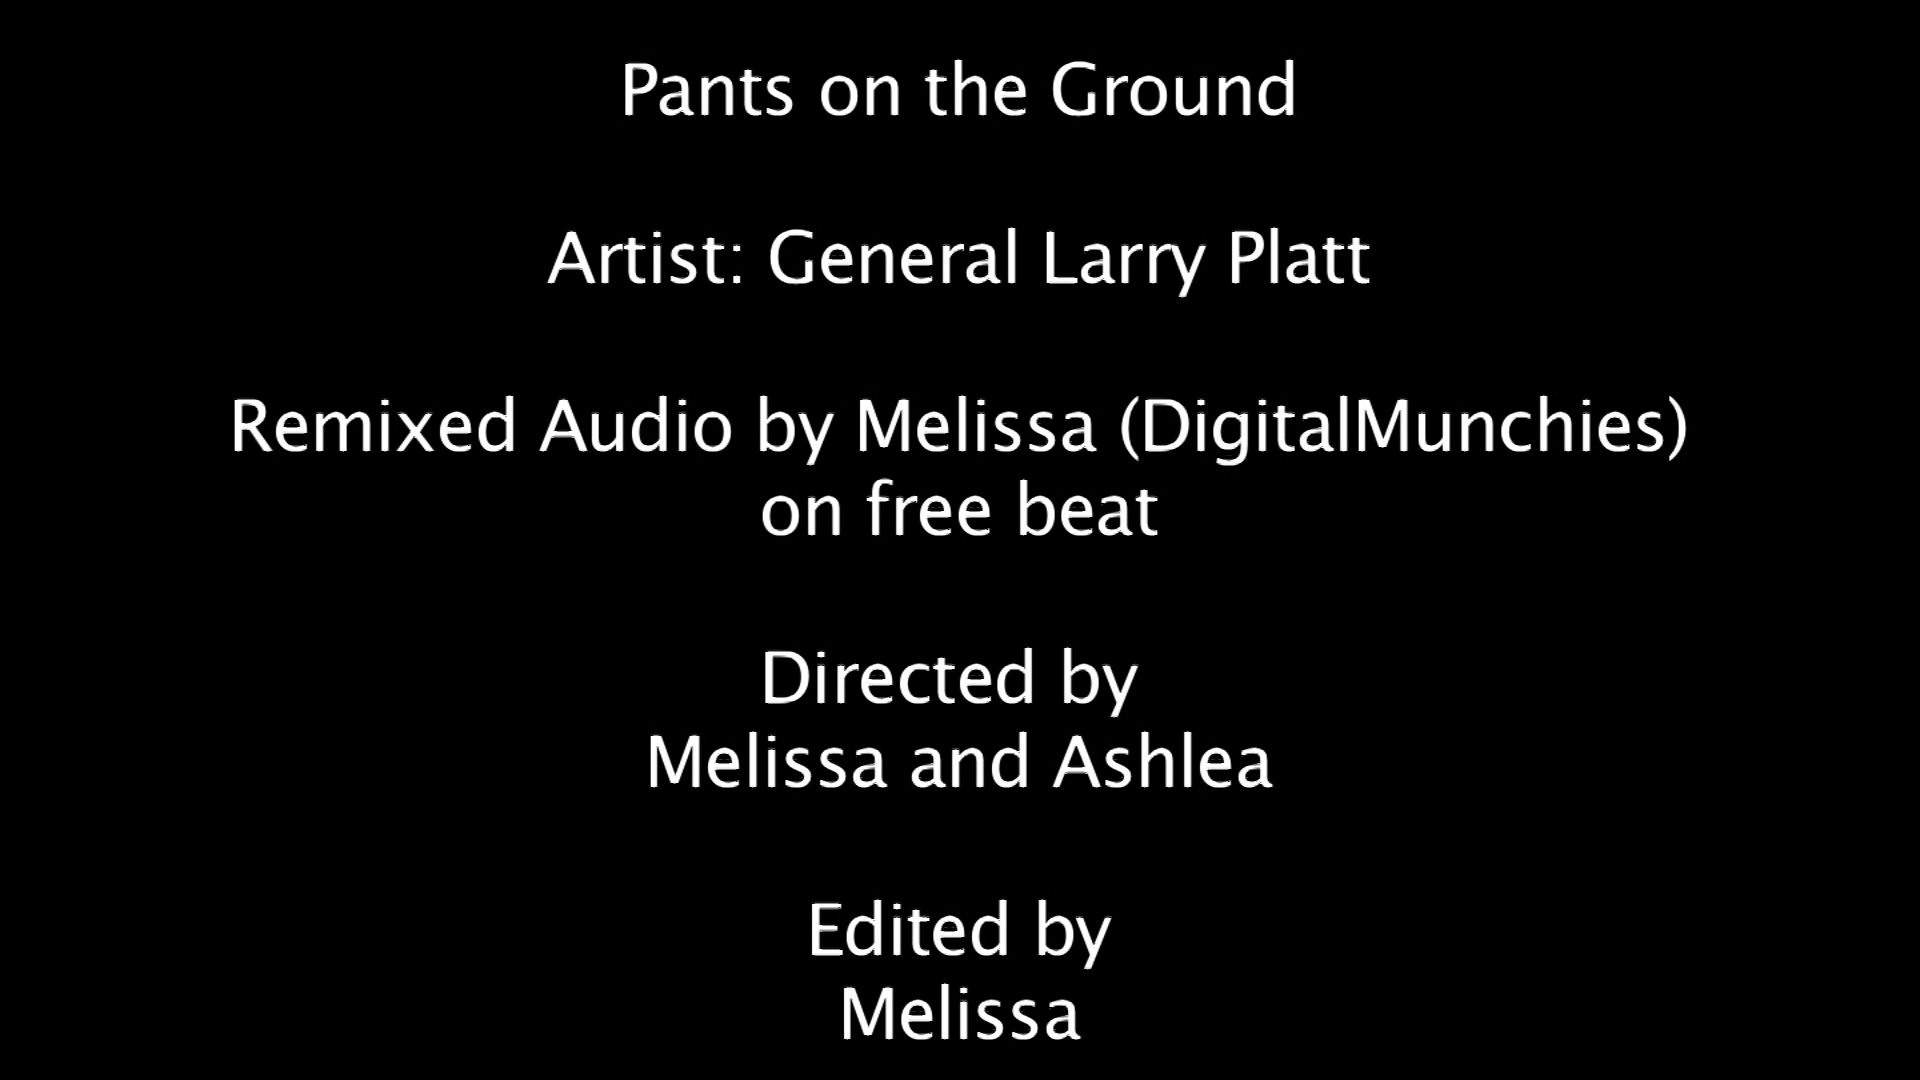 Pants on the Ground
Artist: General Larry Platt
Remixed Audio by Melissa (DigitalMunchies)
on free beat
Directed by
Melissa and Ashlea
Edited by
Melissa